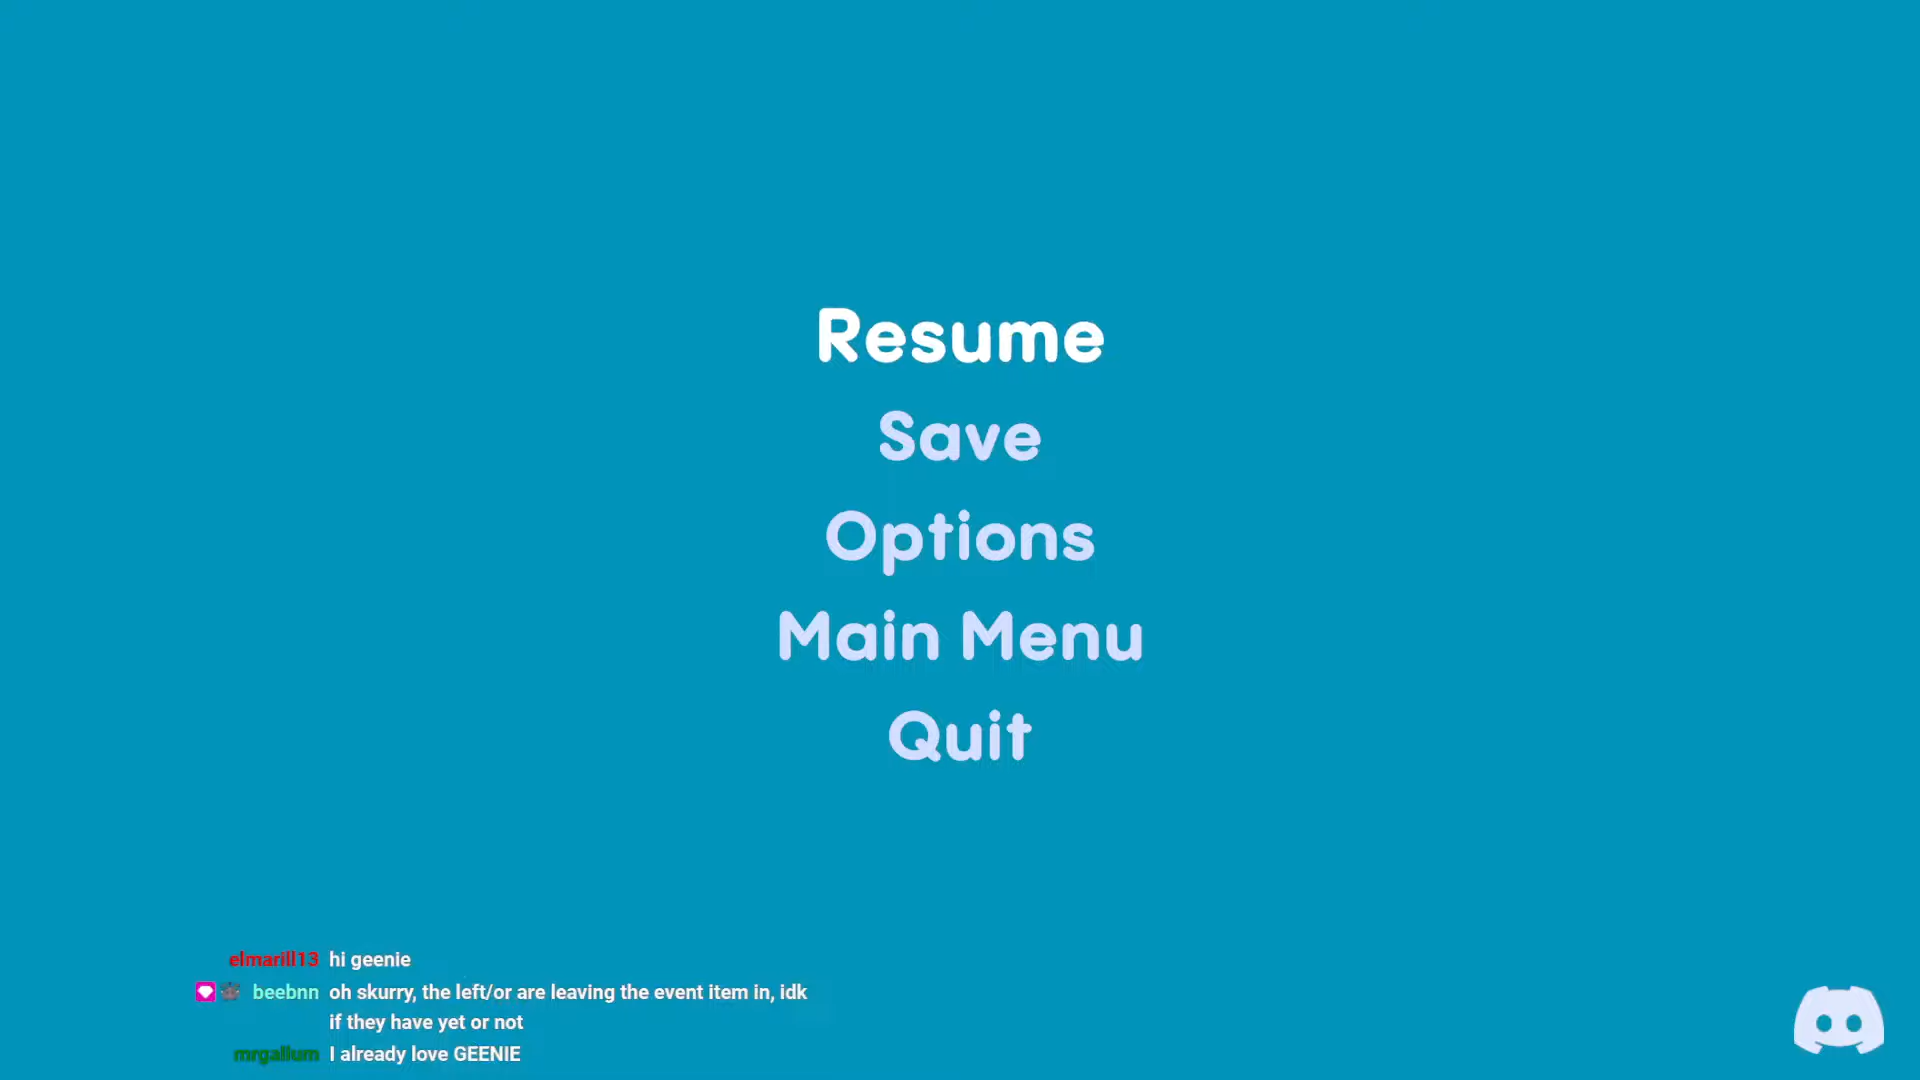 Resume
Save
Options
Main Menu
Quit
elmarill13 hi geenie
beebnn oh skurry, the left/or are leaving the event item in, idk
if they have yet or not
mrgallum I already love GEENIE